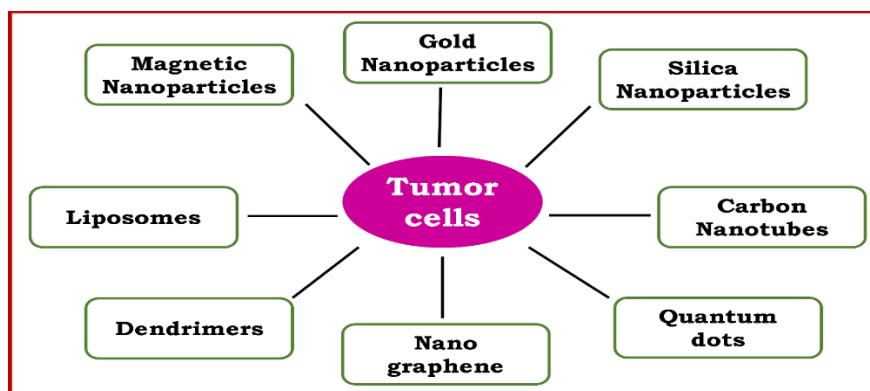 Gold
Nanoparticles
Magnetic
Nanoparticles
Silica
Nanoparticles
Tumor
cells
Liposomes
Carbon
Nanotubes
Dendrimers
Nano
graphene
Quantum
dots